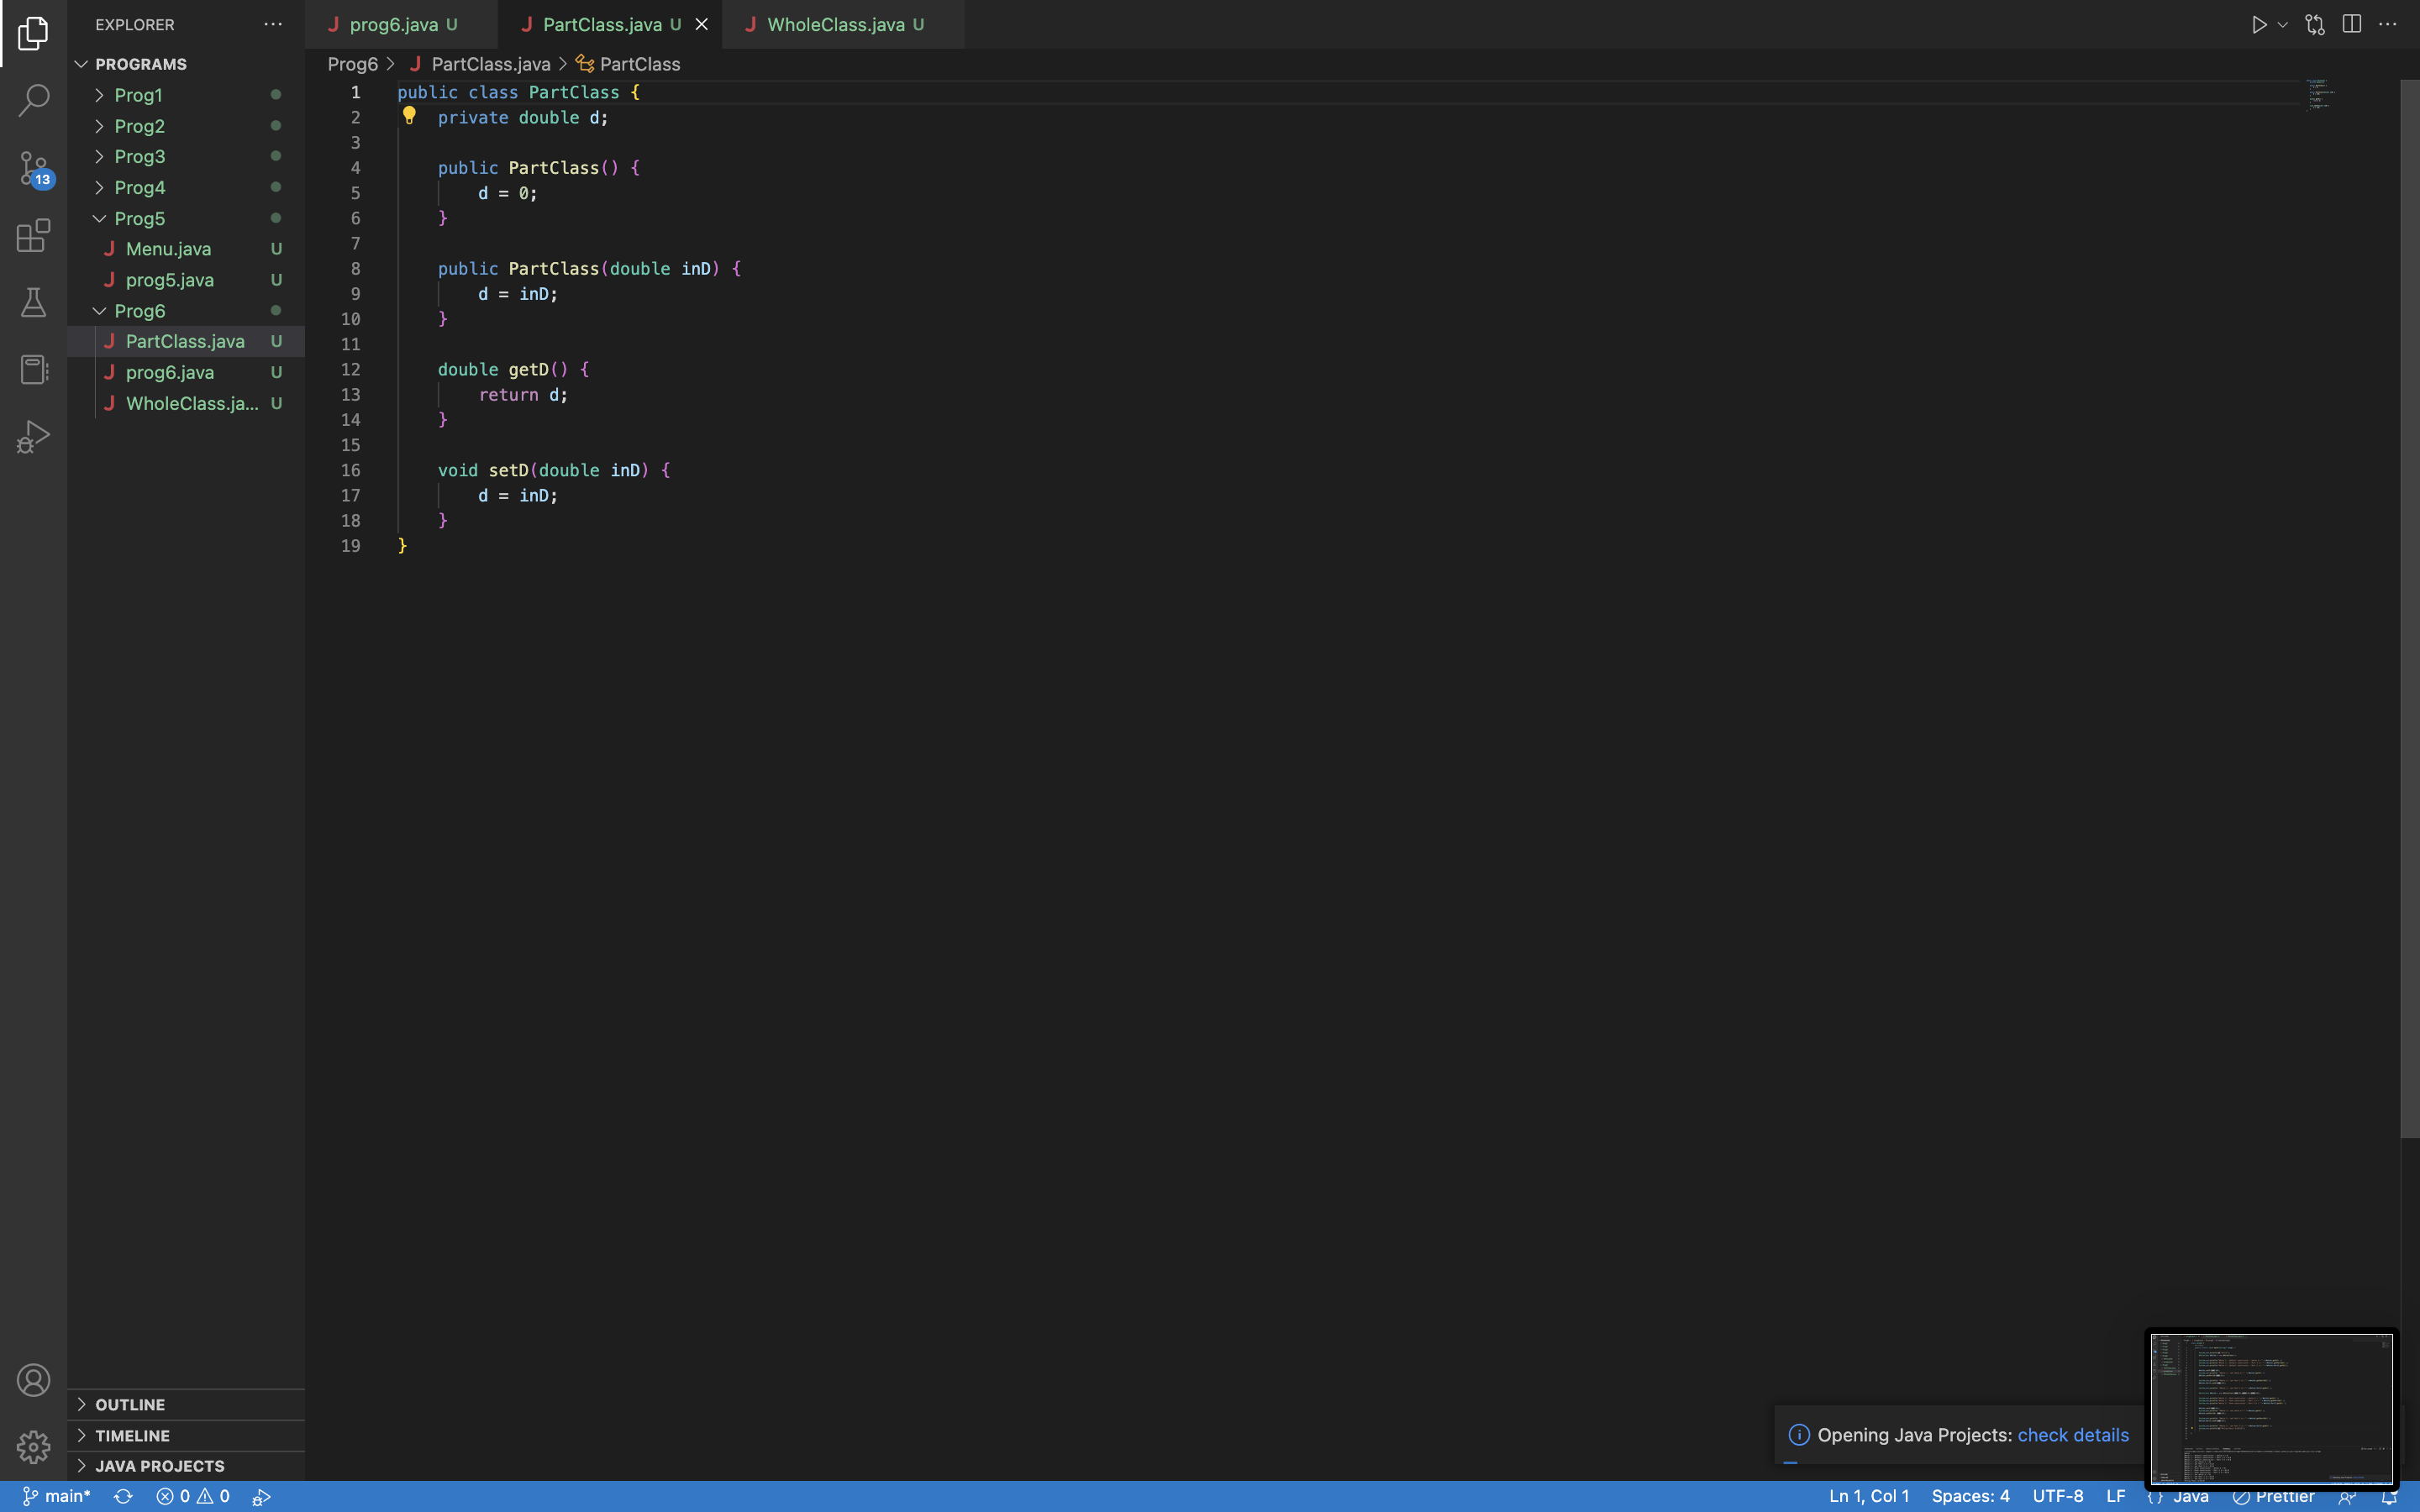 EXPLORER
PROGRAMS
Prog1
Prog2
Prog3
Prog4
Prog5
J Menu.java U
J prog5.java U
Prog6
J PartClass.java U
J prog6.java U
J WholeClass.ja... U
OUTLINE
TIMELINE
JAVA PROJECTS
13
J prog6.java U
J PartClass.java U
J WholeClass.java U
Prog6 > J PartClass.java > PartClass
1 public class PartClass {
2 private double d;
3
4 public PartClass() {
5 d = 0;
6 }
7
8 public PartClass(double inD) {
9 d = inD;
10 }
11
12 double getD() {
13 return d;
14 }
15
16 void setD(double inD) {
17 d = inD;
18 }
19 }
Opening Java Projects: check details
main* 0 0
Ln 1, Col 1 Spaces: 4 UTF-8 LF {} Java Prettier